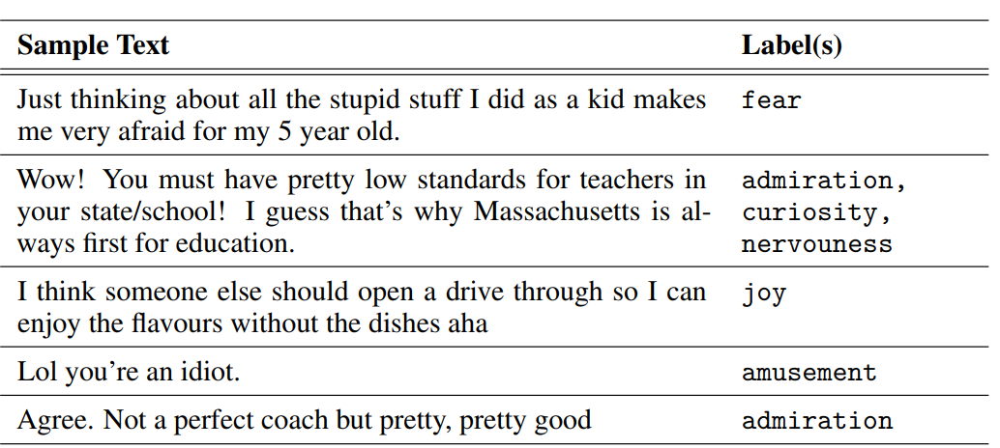 Sample Text Label(s)
Just thinking about all the stupid stuff I did as a kid makes fear
me very afraid for my 5 year old.
Wow! You must have pretty low standards for teachers in admiration,
your state/school! I guess that's why Massachusetts is al- curiosity,
ways first for education. nervouness
I think someone else should open a drive through so I can joy
enjoy the flavours without the dishes aha
Lol you're an idiot. amusement
Agree. Not a perfect coach but pretty, pretty good admiration